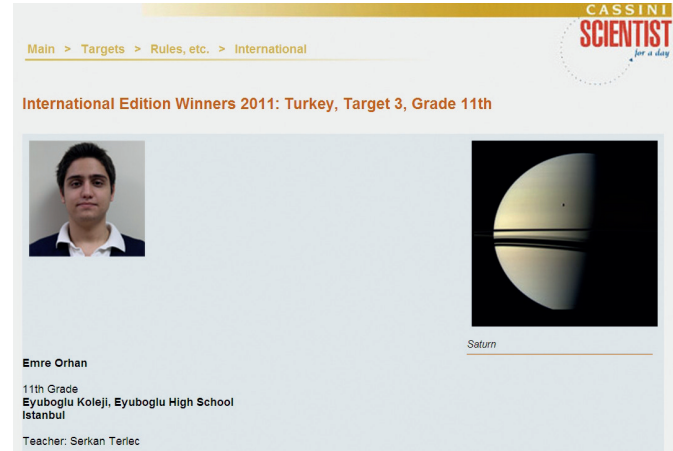 CASSINI
SCIENTIST
for a day
Main > Targets > Rules, etc. > International
International Edition Winners 2011: Turkey, Target 3, Grade 11th
Saturn
Emre Orhan
11th Grade
Eyuboglu Koleji, Eyuboglu High School
Istanbul
Teacher: Serkan Terlec